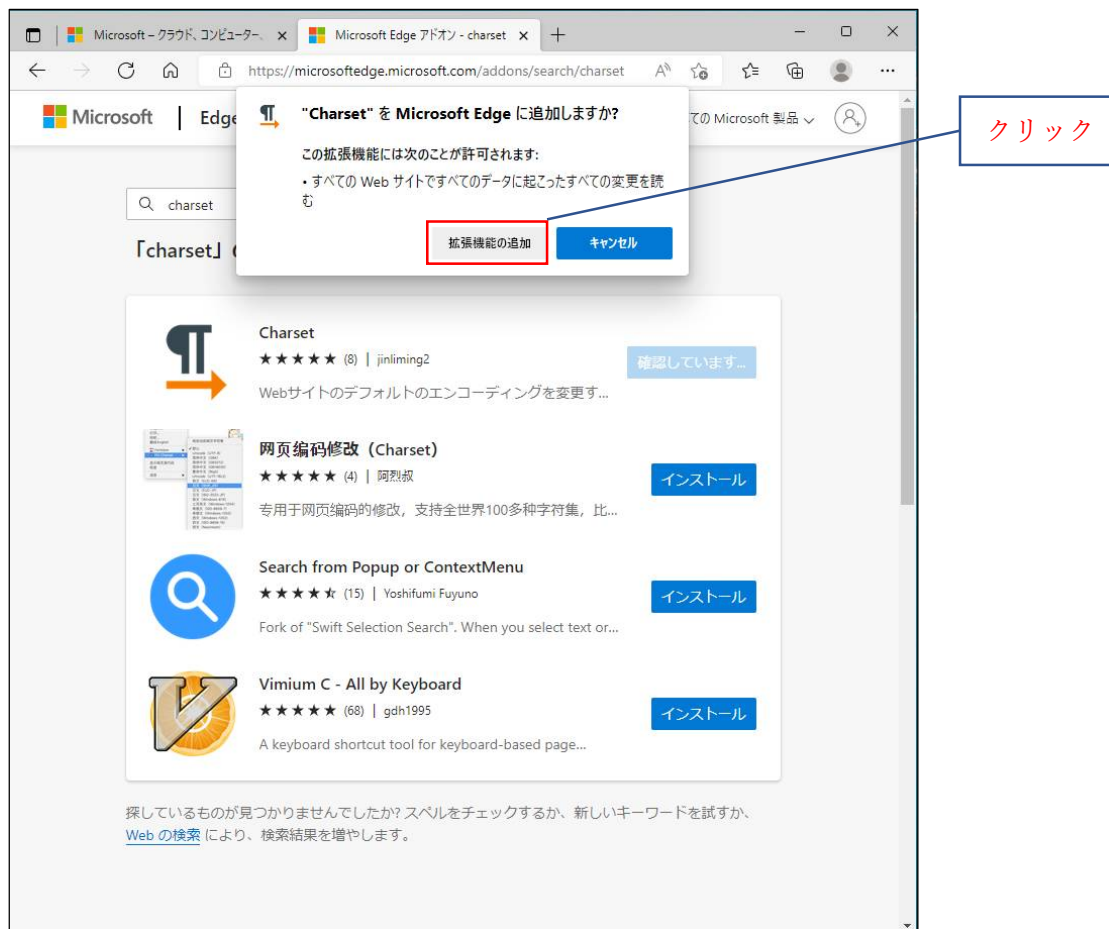 Microsoft – クラウド、コンピューター、
Microsoft Edge アドオン - charset
https://microsoftedge.microsoft.com/addons/search/charset
Microsoft
Edge
ての Microsoft 製品
"Charset" を Microsoft Edge に追加しますか?
この拡張機能には次のことが許可されます:
• すべての Web サイトですべてのデータに起こったすべての変更を読
む
拡張機能の追加
キャンセル
クリック
charset
「charset」
Charset
★★★★★ (8) | jinliming2
Webサイトのデフォルトのエンコーディングを変更す...
確認しています...
网页编码修改（Charset）
★★★★★ (4) | 阿烈叔
专用于网页编码的修改，支持全世界100多种字符集，比...
インストール
Search from Popup or ContextMenu
(15) | Yoshifumi Fuyuno
Fork of "Swift Selection Search". When you select text or...
インストール
Vimium C - All by Keyboard
★★★★★ (68) | gdh1995
A keyboard shortcut tool for keyboard-based page...
インストール
探しているものが見つかりませんでしたか? スペルをチェックするか、新しいキーワードを試すか、
Web の検索 により、検索結果を増やします。